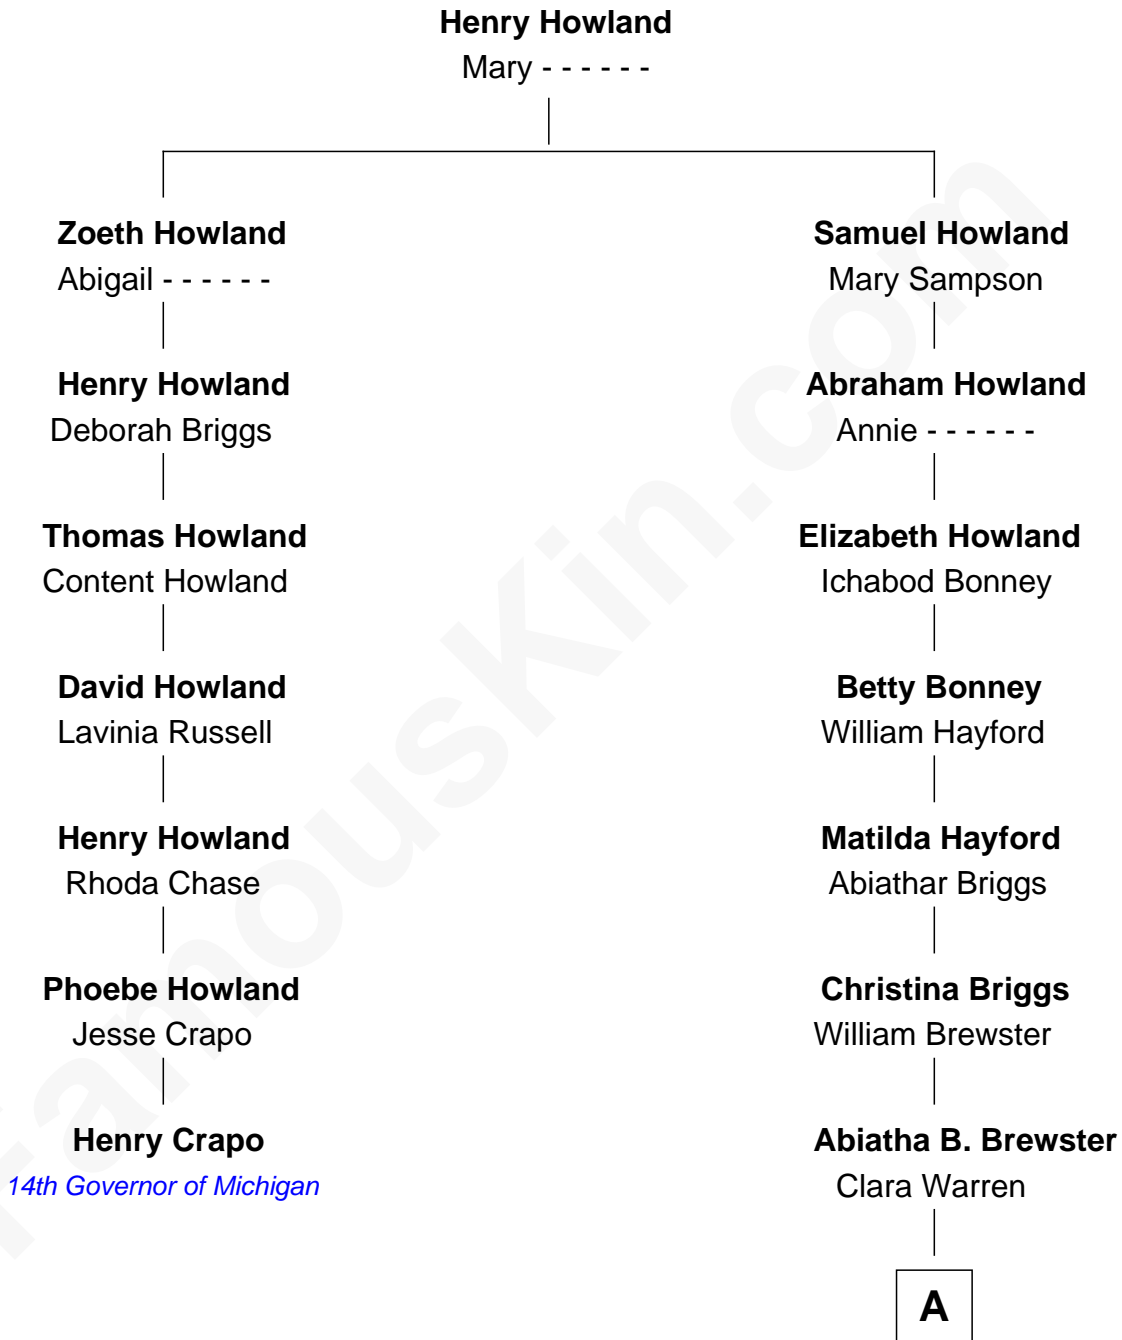 Henry Howland
Mary - - - - - -
Zoeth Howland
Abigail - - - - - -
Samuel Howland
Mary Sampson
Henry Howland
Deborah Briggs
Abraham Howland
Annie - - - - - -
Thomas Howland
Content Howland
Elizabeth Howland
Ichabod Bonney
David Howland
Lavinia Russell
Betty Bonney
William Hayford
Henry Howland
Rhoda Chase
Matilda Hayford
Abiathar Briggs
Phoebe Howland
Jesse Crapo
Christina Briggs
William Brewster
Henry Crapo
14th Governor of Michigan
Abiatha B. Brewster
Clara Warren
A
FamousKin.com